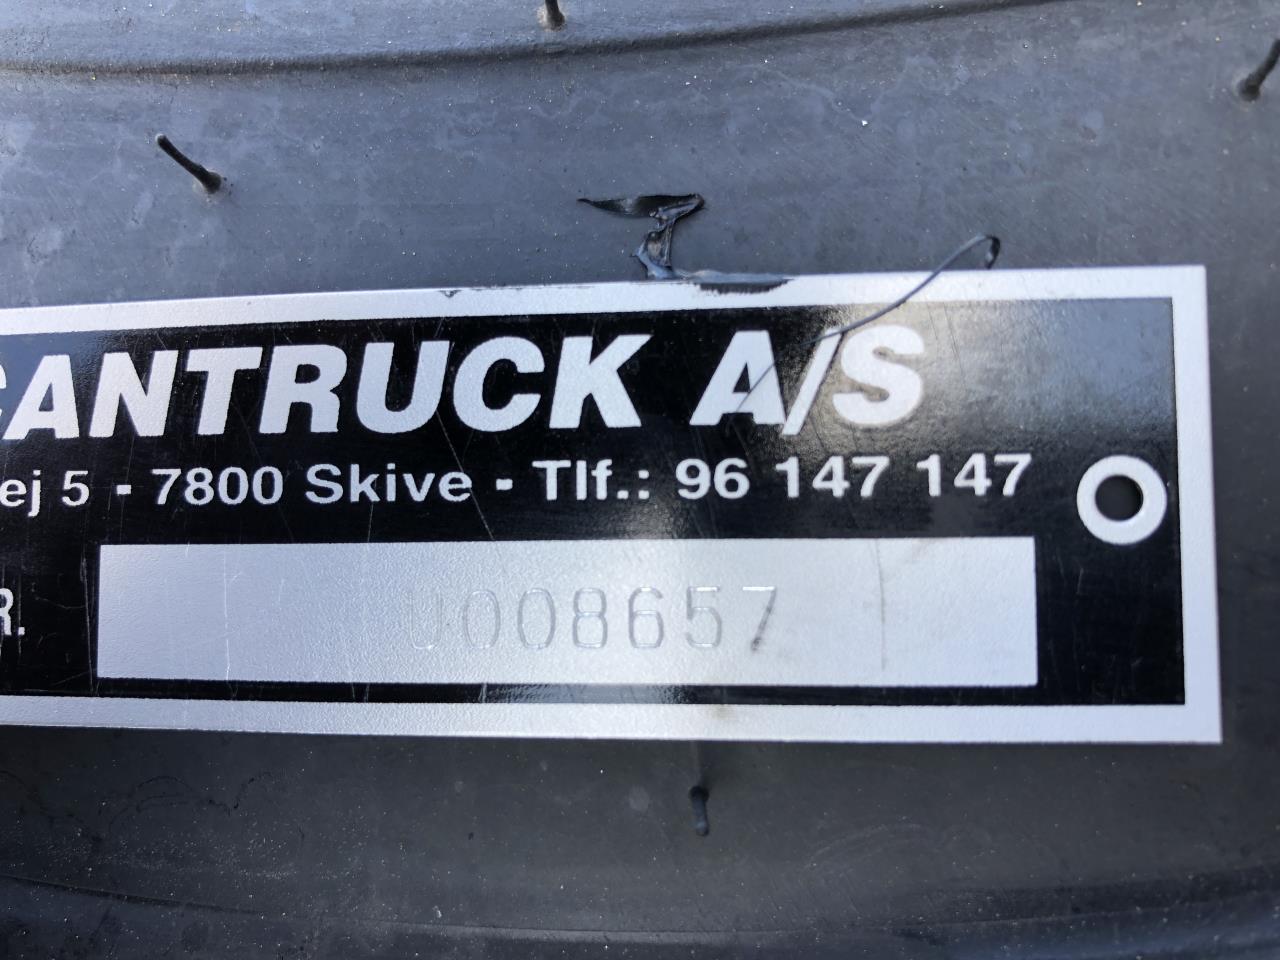 CANTRUCK A/S
ej 5 - 7800 Skive - Tlf.: 96 147 147
R. U008657